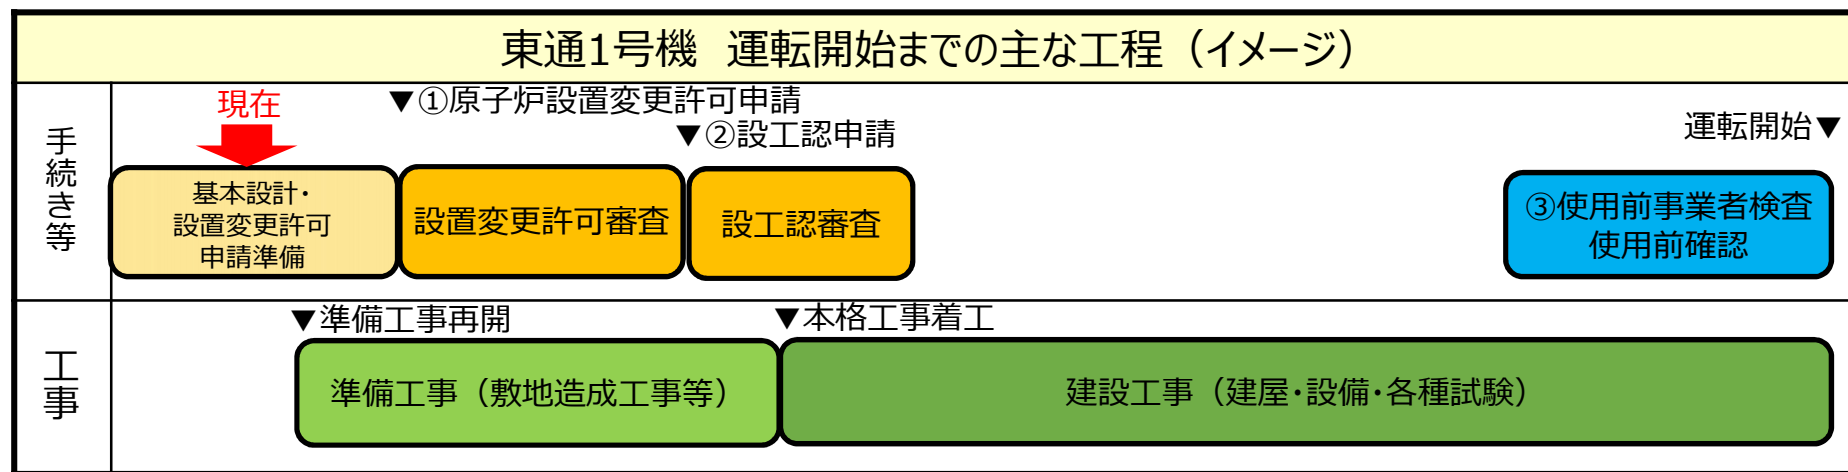 東通1号機 運転開始までの主な工程（イメージ）
手続き等
現在
▼①原子炉設置変更許可申請
▼②設工認申請
運転開始▼
基本設計・
設置変更許可
申請準備
設置変更許可審査
設工認審査
③使用前事業者検査
使用前確認
工事
▼準備工事再開
▼本格工事着工
準備工事（敷地造成工事等）
建設工事（建屋・設備・各種試験）